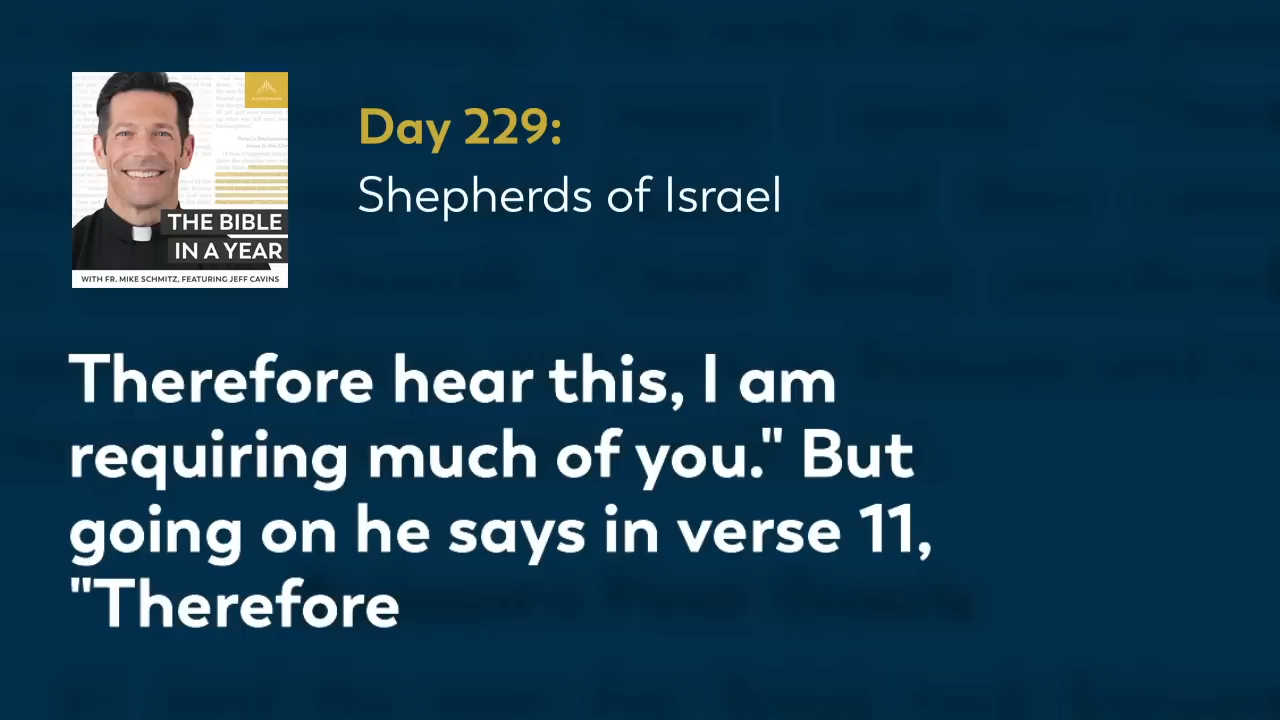 Day 229:
Shepherds of Israel
THE BIBLE
IN A YEAR
WITH FR. MIKE SCHMITZ, FEATURING JEFF CAVINS
Therefore hear this, I am
requiring much of you." But
going on he says in verse 11,
"Therefore